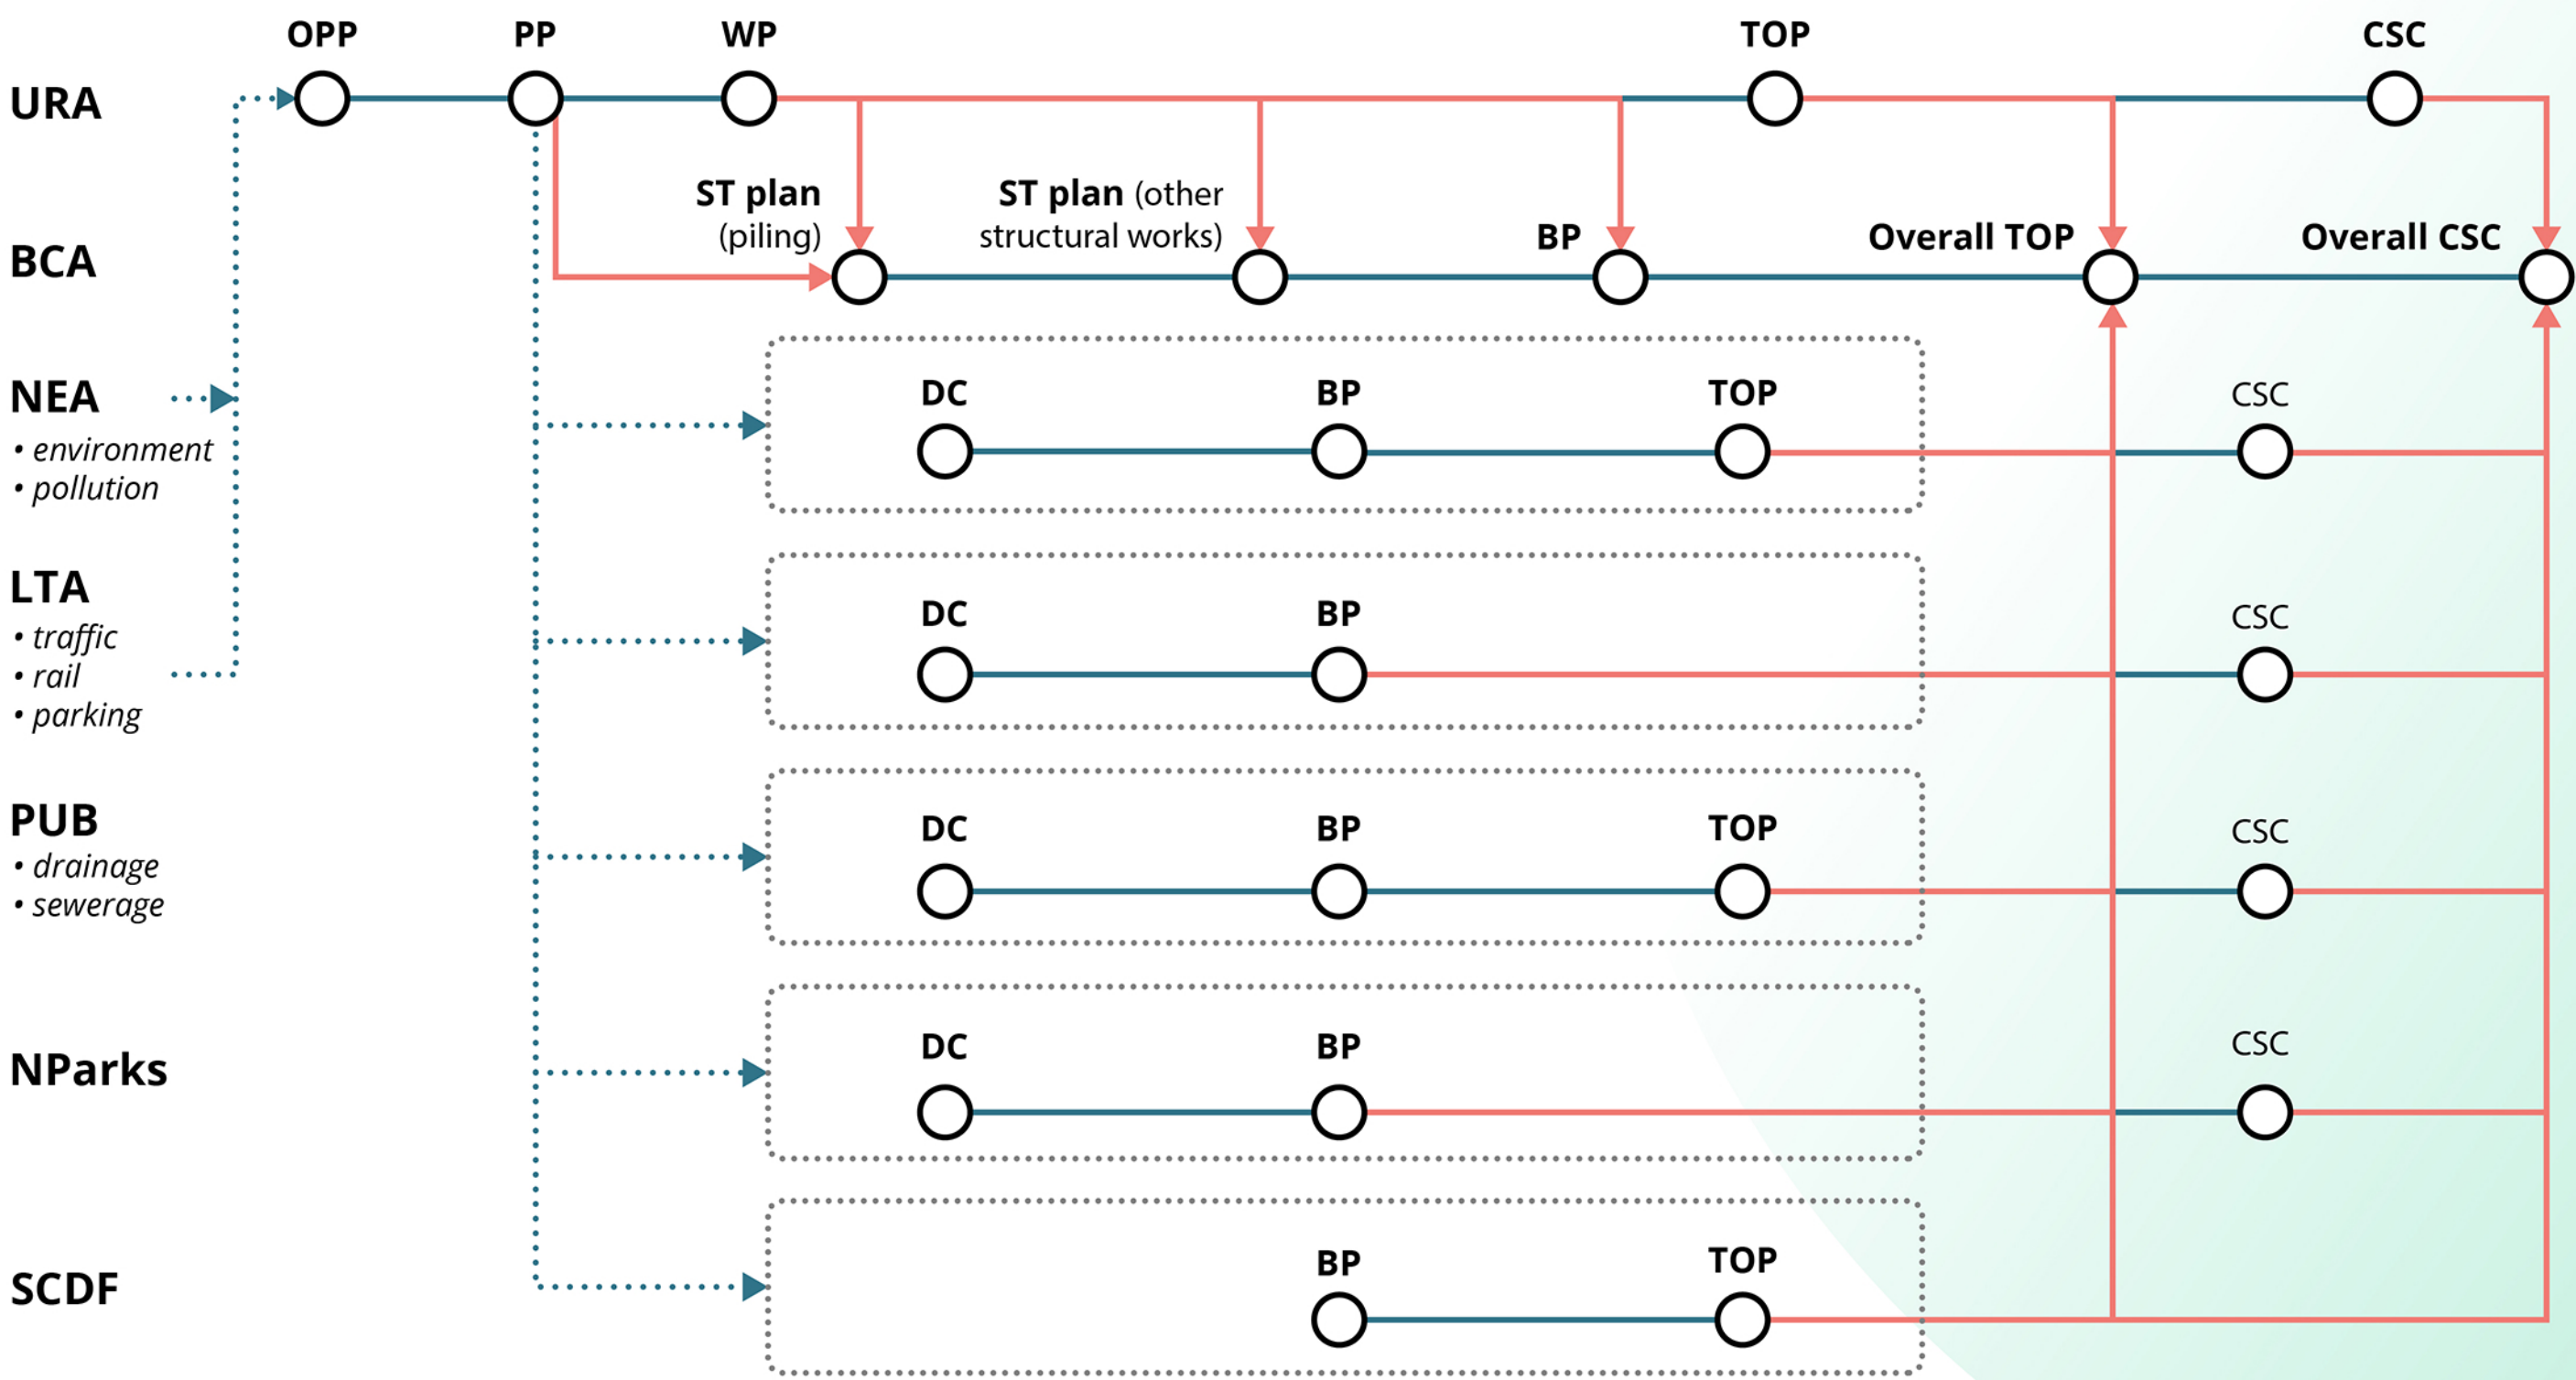 OPP PP WP TOP CSC
URA
ST plan
(piling)
ST plan (other
structural works)
BP Overall TOP Overall CSC
BCA
NEA
• environment
• pollution
DC BP TOP CSC
LTA
• traffic
• rail
• parking
DC BP CSC
PUB
• drainage
• sewerage
DC BP TOP CSC
NParks
DC BP CSC
SCDF
BP TOP